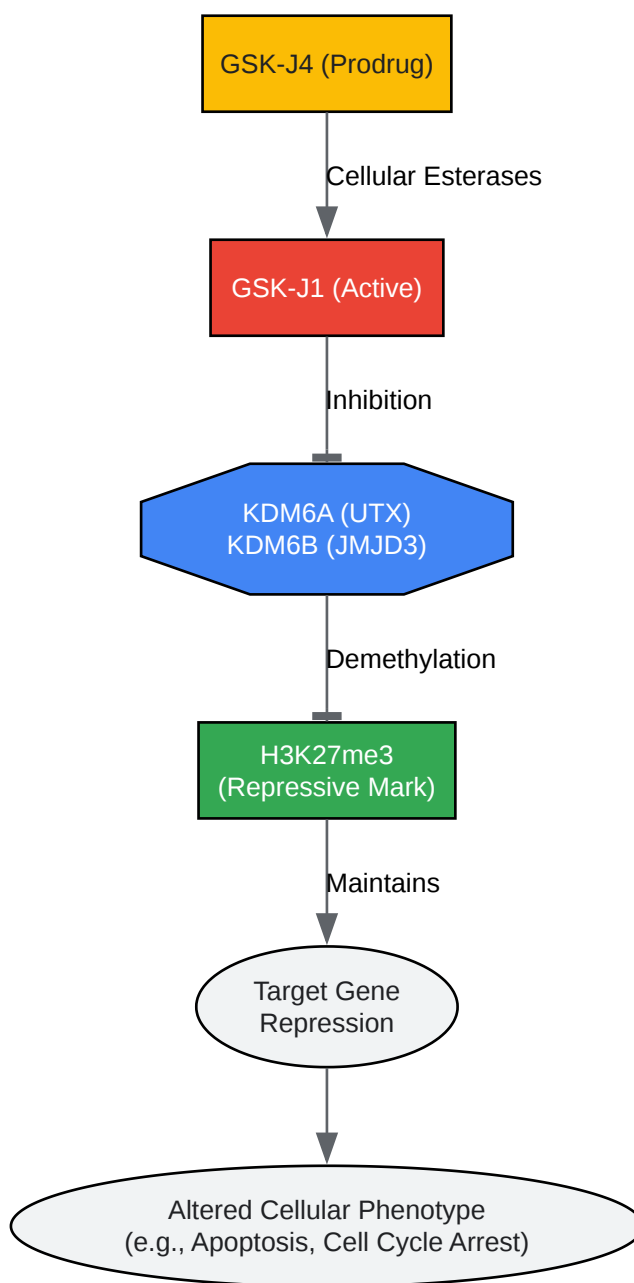 GSK-J4 (Prodrug)
Cellular Esterases
GSK-J1 (Active)
Inhibition
KDM6A (UTX)
KDM6B (JMJD3)
Demethylation
H3K27me3
(Repressive Mark)
Maintains
Target Gene
Repression
Altered Cellular Phenotype
(e.g., Apoptosis, Cell Cycle Arrest)